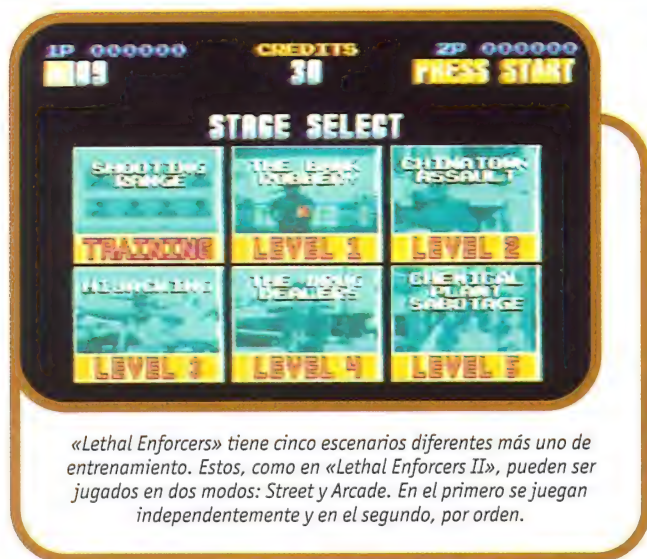 1P 000000 CREDITS 2P 000000
09 30 PRESS START
STAGE SELECT
SHOOTING RANGE
TRAINING
THE BANK ROBBERY
LEVEL 1
CHINATOWN ASSAULT
LEVEL 2
HIJACKING
LEVEL 3
THE DRUG DEALERS
LEVEL 4
CHEMICAL PLANT SABOTAGE
LEVEL 5
«Lethal Enforcers» tiene cinco escenarios diferentes más uno de
entrenamiento. Estos, como en «Lethal Enforcers II», pueden ser
jugados en dos modos: Street y Arcade. En el primero se juegan
independientemente y en el segundo, por orden.